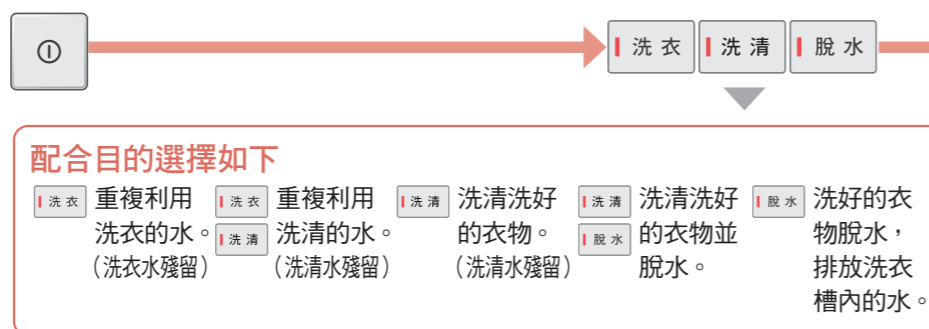 洗衣 洗清 脫水
配合目的選擇如下
洗衣 重複利用
洗衣的水。
（洗衣水殘留）
洗衣 洗清 重複利用
洗清的水。
（洗清水殘留）
洗清 洗清洗好
的衣物。
（洗清水殘留）
洗清 脫水 洗清洗好
的衣物並
脫水。
脫水 洗好的衣
物脫水，
排放洗衣
槽內的水。